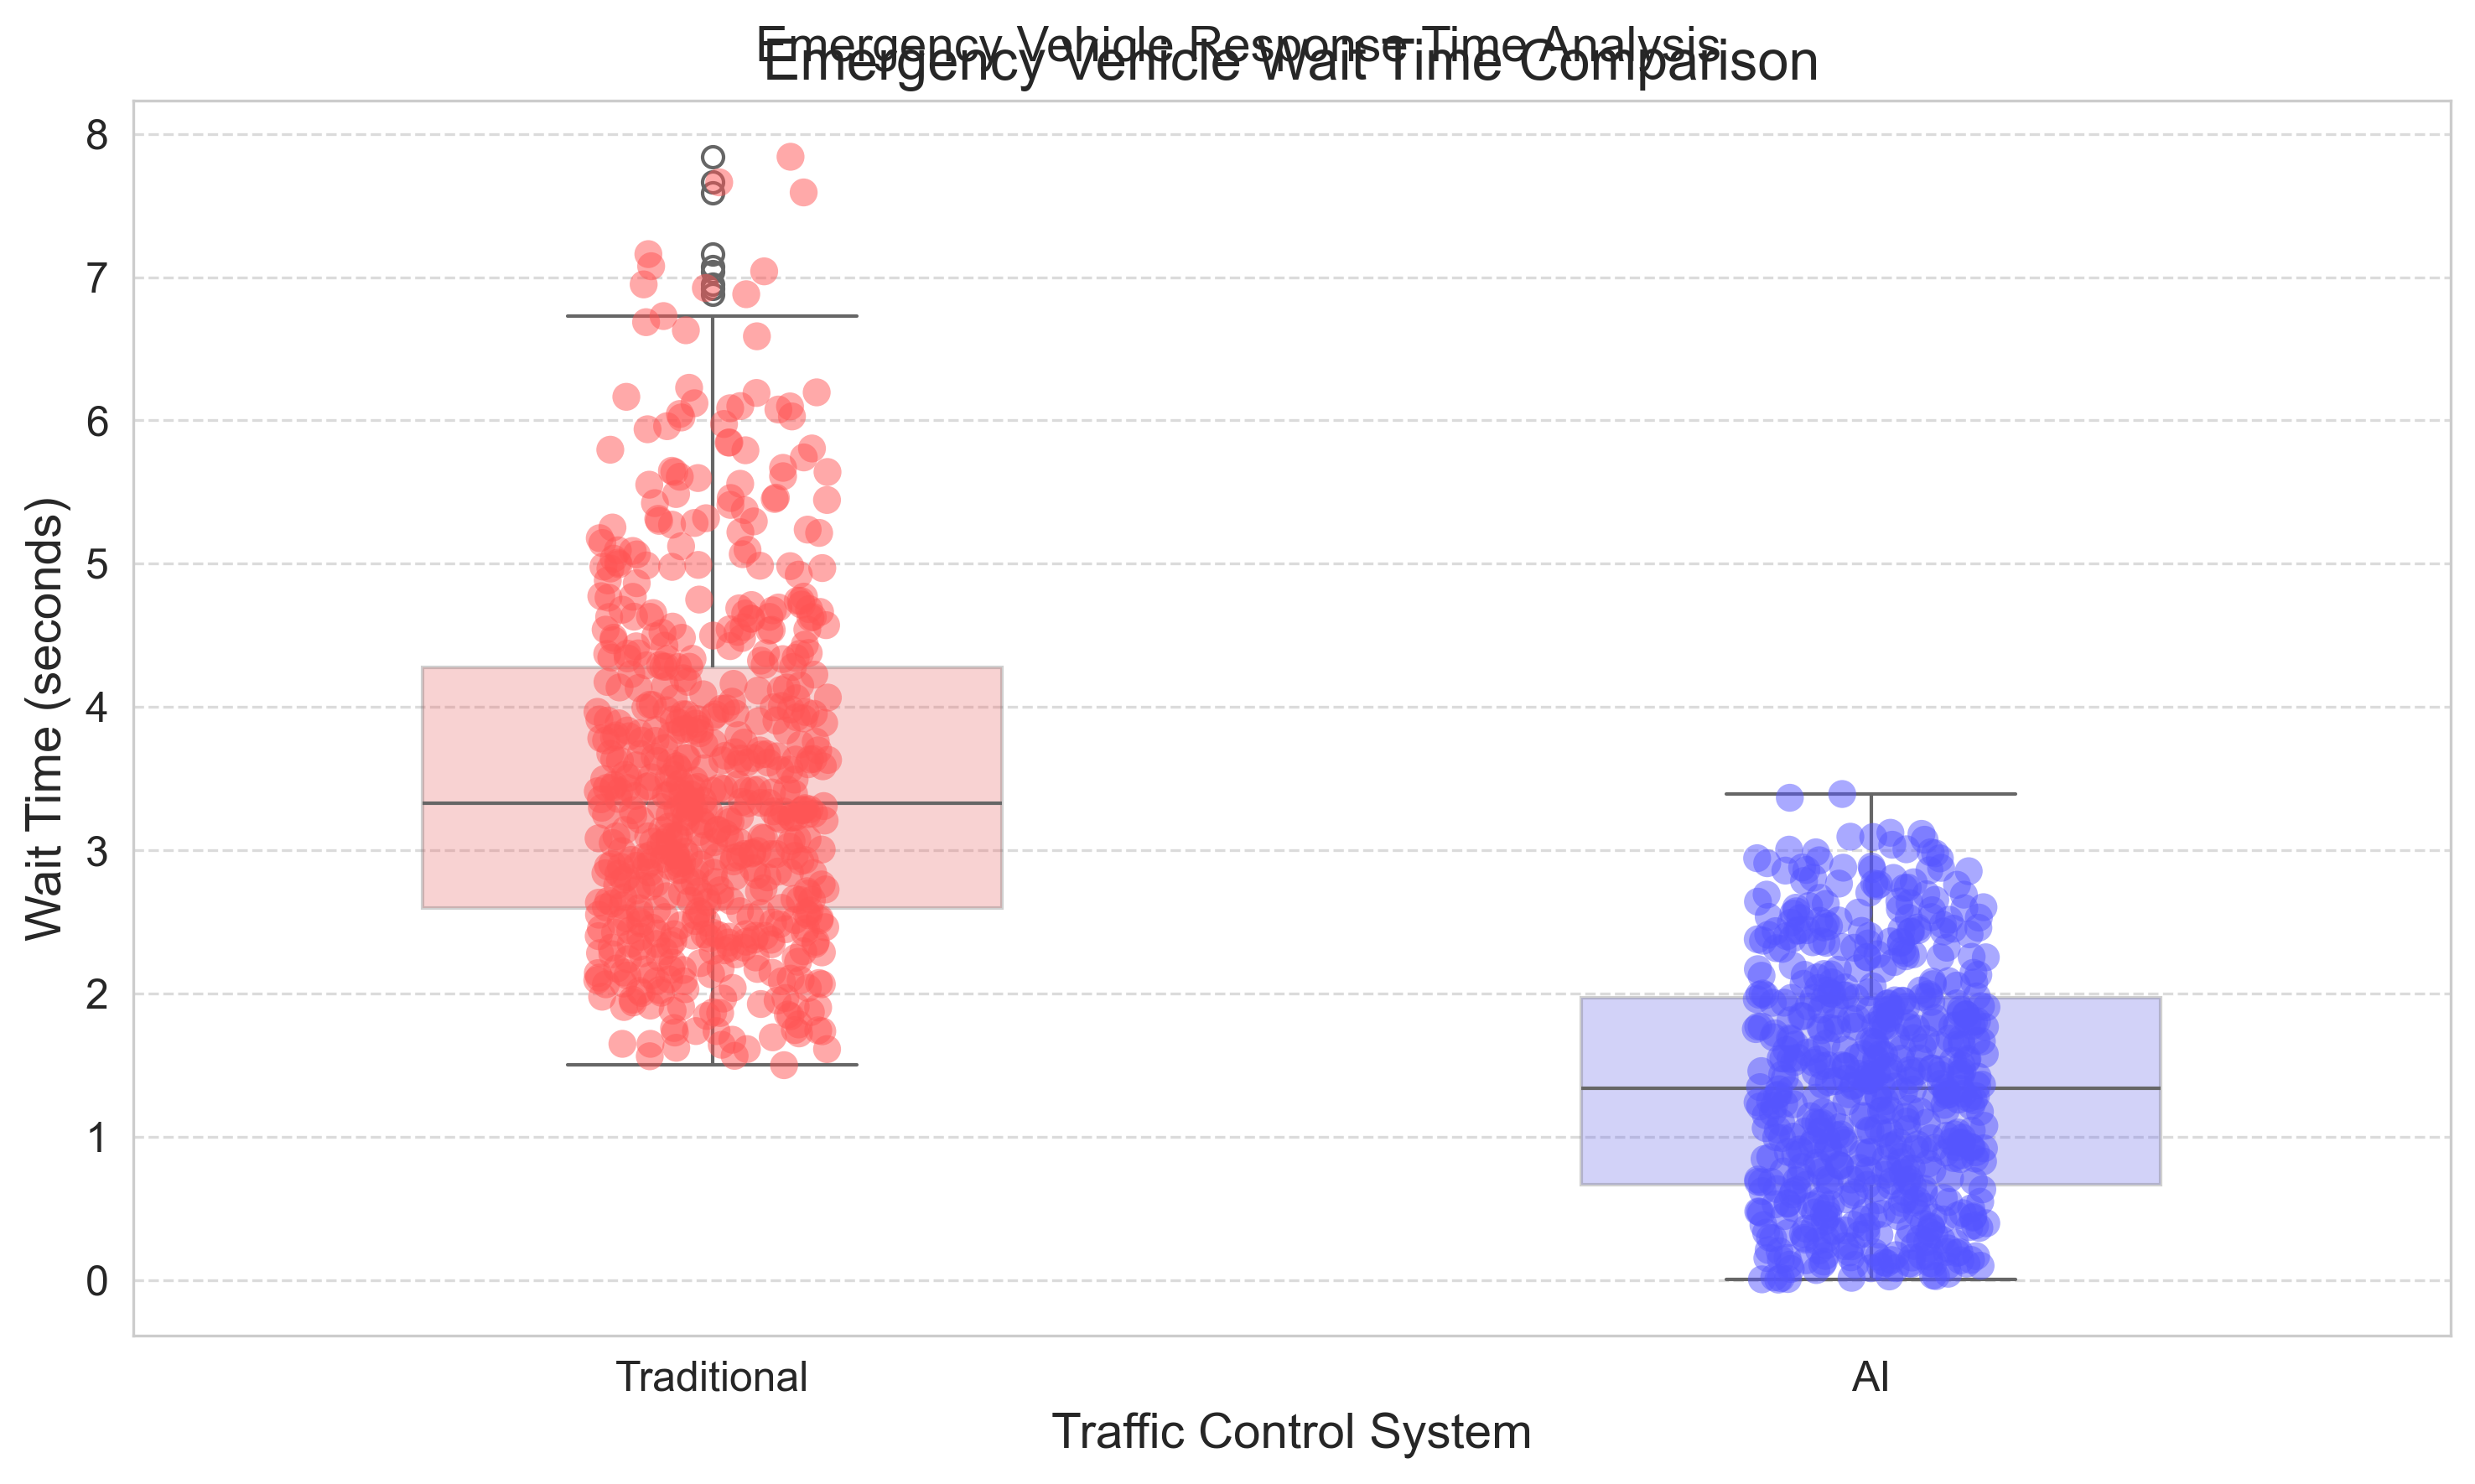 Emergency Vehicle Response Time Analysis
Emergency Vehicle Wait Time Comparison
8
7
6
5
4
3
2
1
0
Wait Time (seconds)
Traditional
AI
Traffic Control System